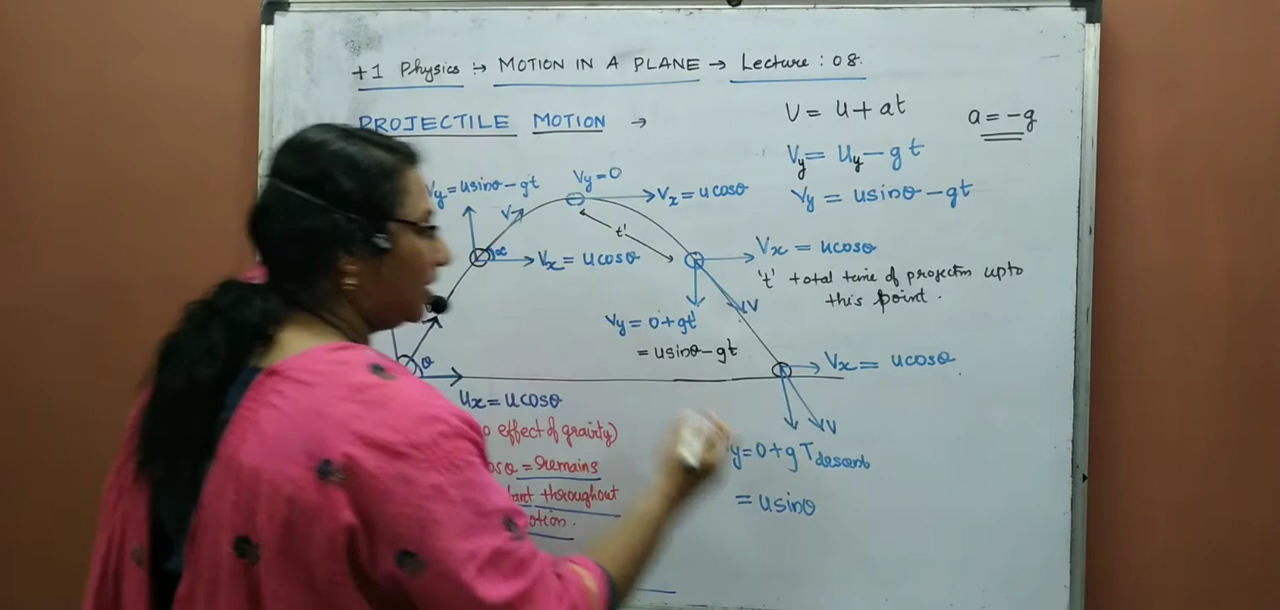 +1 Physics :→ MOTION IN A PLANE → Lecture : 08.
PROJECTILE MOTION →
V = u + at
a = -g
Vy = uy - gt
Vy = usinθ - gt
Vy = usinθ - gt
Vy = 0
Vx = ucosθ
V
α
Vx = ucosθ
t'
Vx = ucosθ
't' total time of projectn upto
this point.
V
Vy = 0 + gt'
= usinθ - gt
θ
Vx = ucosθ
ux = ucosθ
V
effect of gravity)
y = 0 + g Tdescent
= remains
= usinθ
throughout